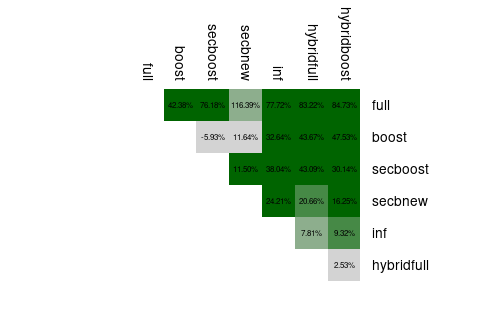 full boost secboost secbnew inf hybridfull hybridboost
42.38% 76.18% 116.39% 77.72% 83.22% 84.73% full
-5.93% 11.64% 32.64% 43.67% 47.53% boost
11.50% 38.04% 43.09% 30.14% secboost
24.21% 20.66% 16.25% secbnew
7.81% 9.32% inf
2.53% hybridfull